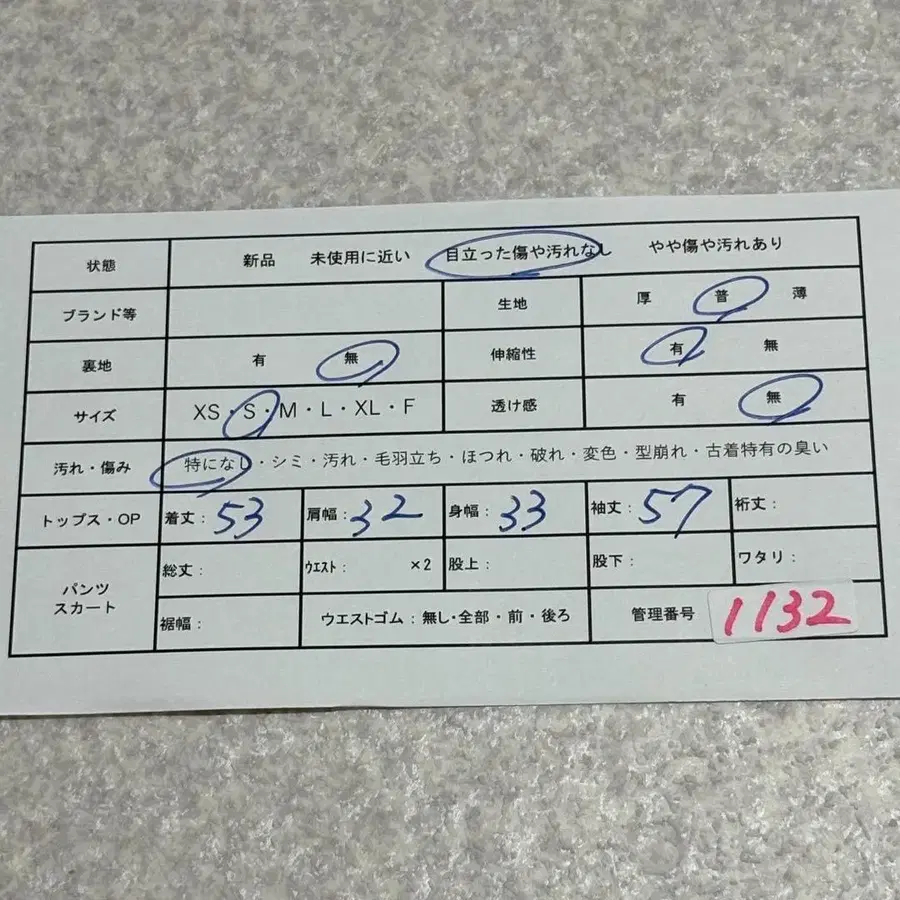 状態 新品 未使用に近い 目立った傷や汚れなし やや傷や汚れあり
ブランド等 生地 厚 普 薄
裏地 有 無 伸縮性 有 無
サイズ XS・S・M・L・XL・F 透け感 有 無
汚れ・傷み 特になし・シミ・汚れ・毛羽立ち・ほつれ・破れ・変色・型崩れ・古着特有の臭い
トップス・OP 着丈: 53 肩幅: 32 身幅: 33 袖丈: 57 裄丈:
パンツ
スカート
総丈: ウエスト: ×2 股上: 股下: ワタリ:
裾幅: ウエストゴム:無し・全部・前・後ろ 管理番号 1132